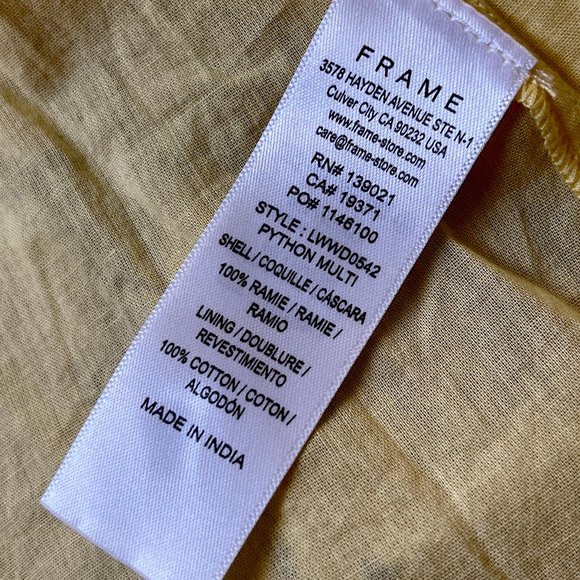 FRAME
3578 HAYDEN AVENUE STE N-1
Culver City CA 90232 USA
www.frame-store.com
care@frame-store.com
RN# 139021
CA# 19371
PO# 1146100
STYLE : LWWD0542
PYTHON MULTI
SHELL / COQUILLE / CÁSCARA
100% RAMIE / RAMIE /
RAMIO
LINING / DOUBLURE /
REVESTIMIENTO
100% COTTON / COTON /
ALGODÓN
MADE IN INDIA